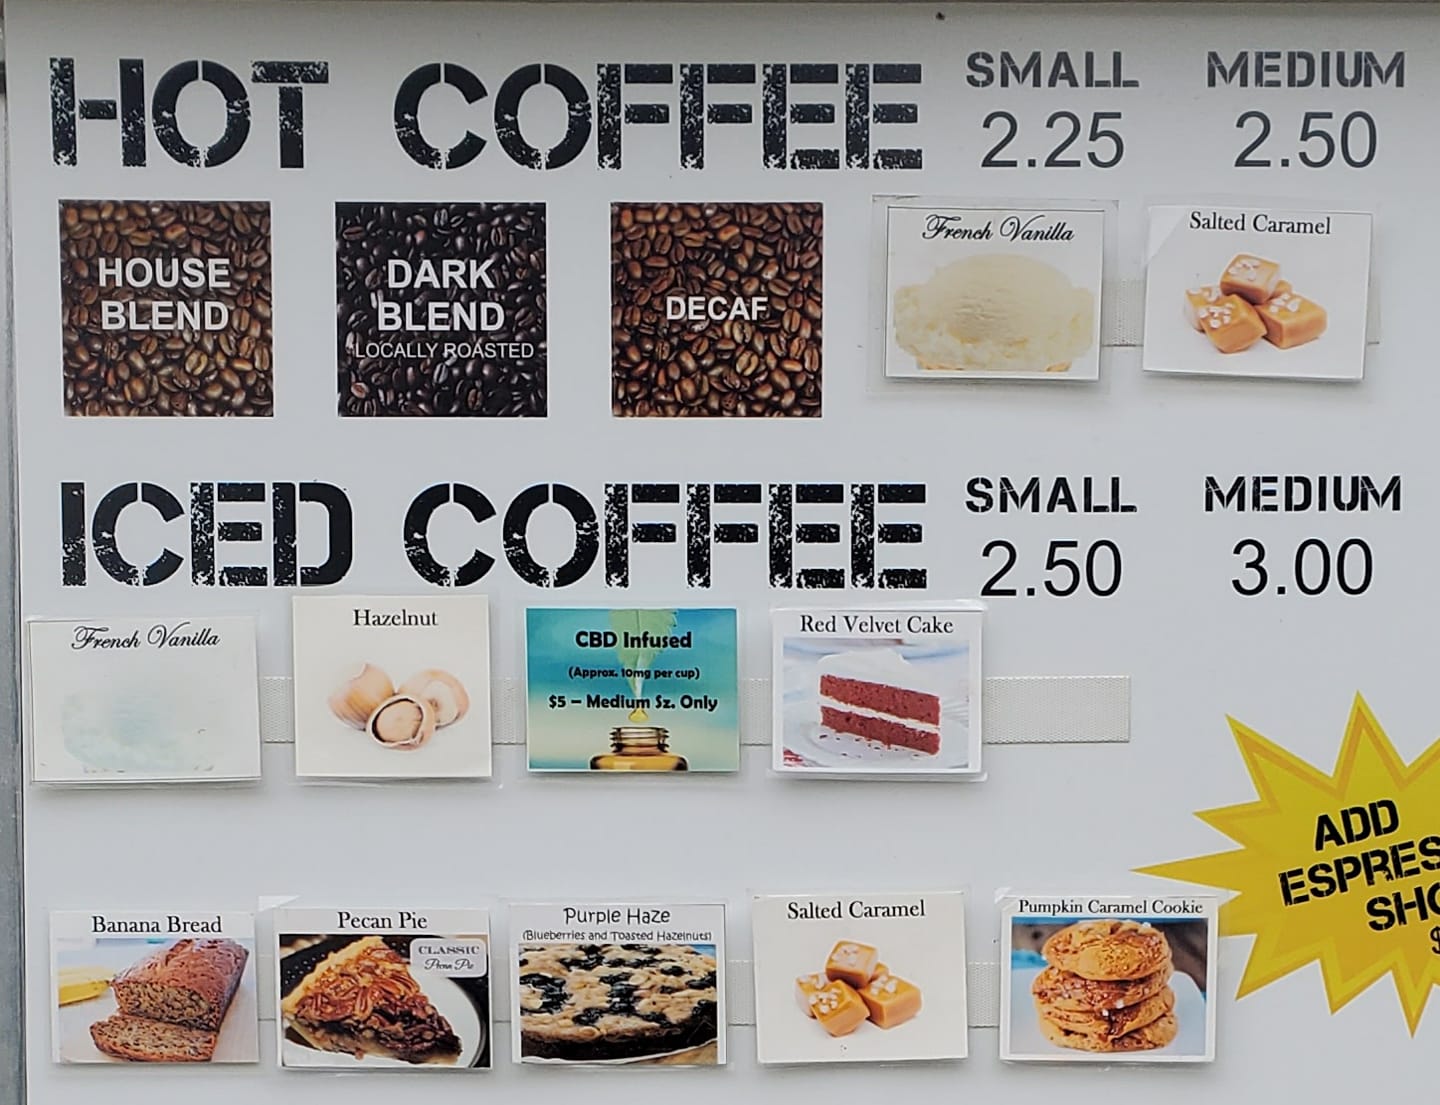 HOT COFFEE SMALL MEDIUM
2.25 2.50
HOUSE
BLEND
DARK
BLEND
LOCALLY ROASTED
DECAF
French Vanilla
Salted Caramel
ICED COFFEE SMALL MEDIUM
2.50 3.00
French Vanilla
Hazelnut
CBD Infused
(Approx. 10mg per cup)
$5 – Medium Sz. Only
Red Velvet Cake
ADD
Banana Bread
Pecan Pie
CLASSIC
Pecan Pie
Purple Haze
(Blueberries and Toasted Hazelnuts)
Salted Caramel
Pumpkin Caramel Cookie